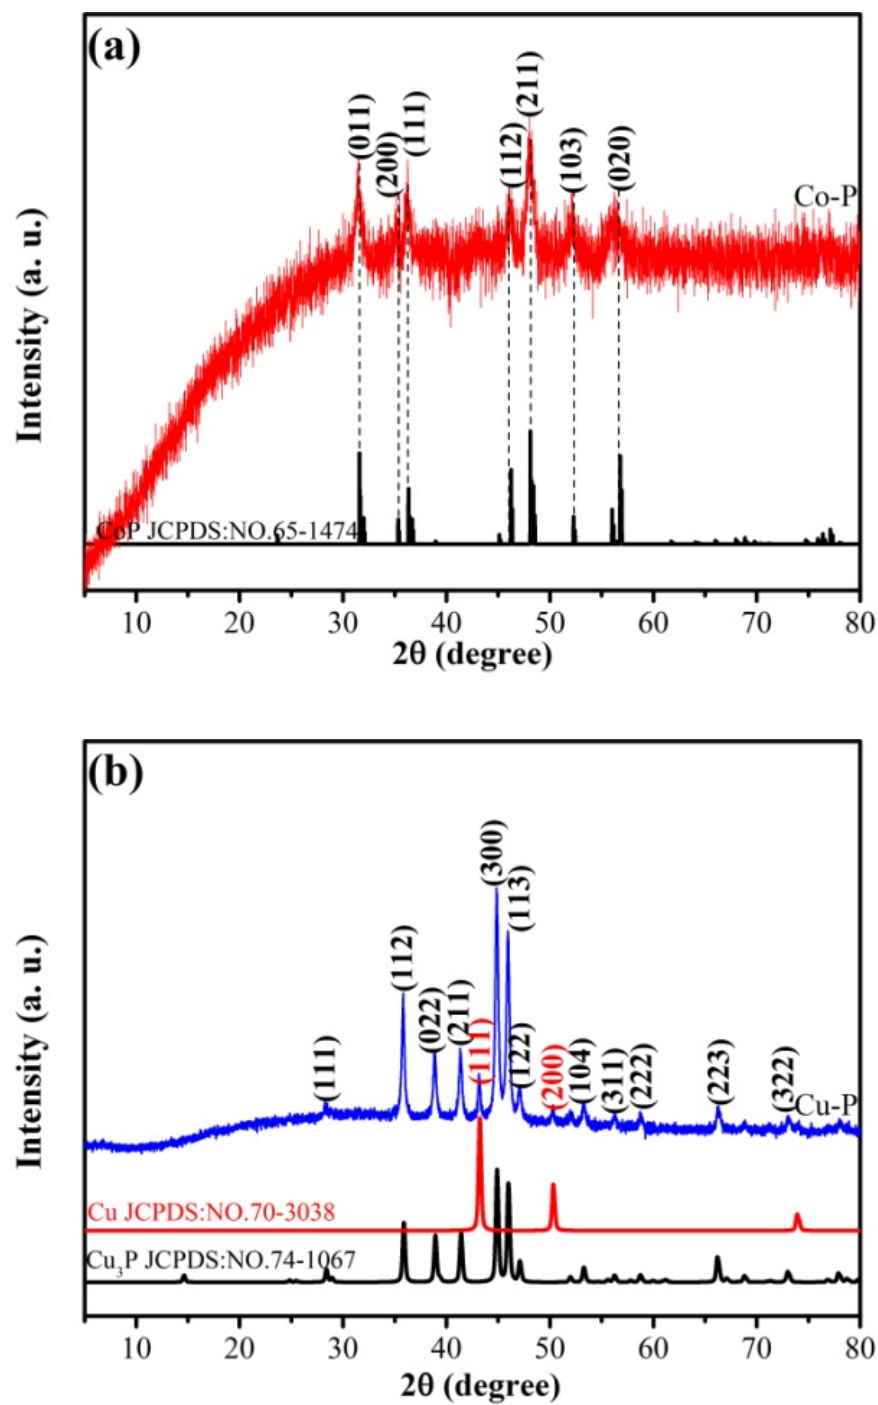 (a)
(011)
(200)
(111)
(112)
(211)
(103)
(020)
Co-P
CoP JCPDS:NO.65-1474
Intensity (a. u.)
10 20 30 40 50 60 70 80
2θ (degree)
(b)
(111)
(112)
(022)
(211)
(111)
(300)
(113)
(122)
(200)
(104)
(311)
(222)
(223)
(322)
Cu-P
Cu JCPDS:NO.70-3038
Cu₃P JCPDS:NO.74-1067
Intensity (a. u.)
10 20 30 40 50 60 70 80
2θ (degree)